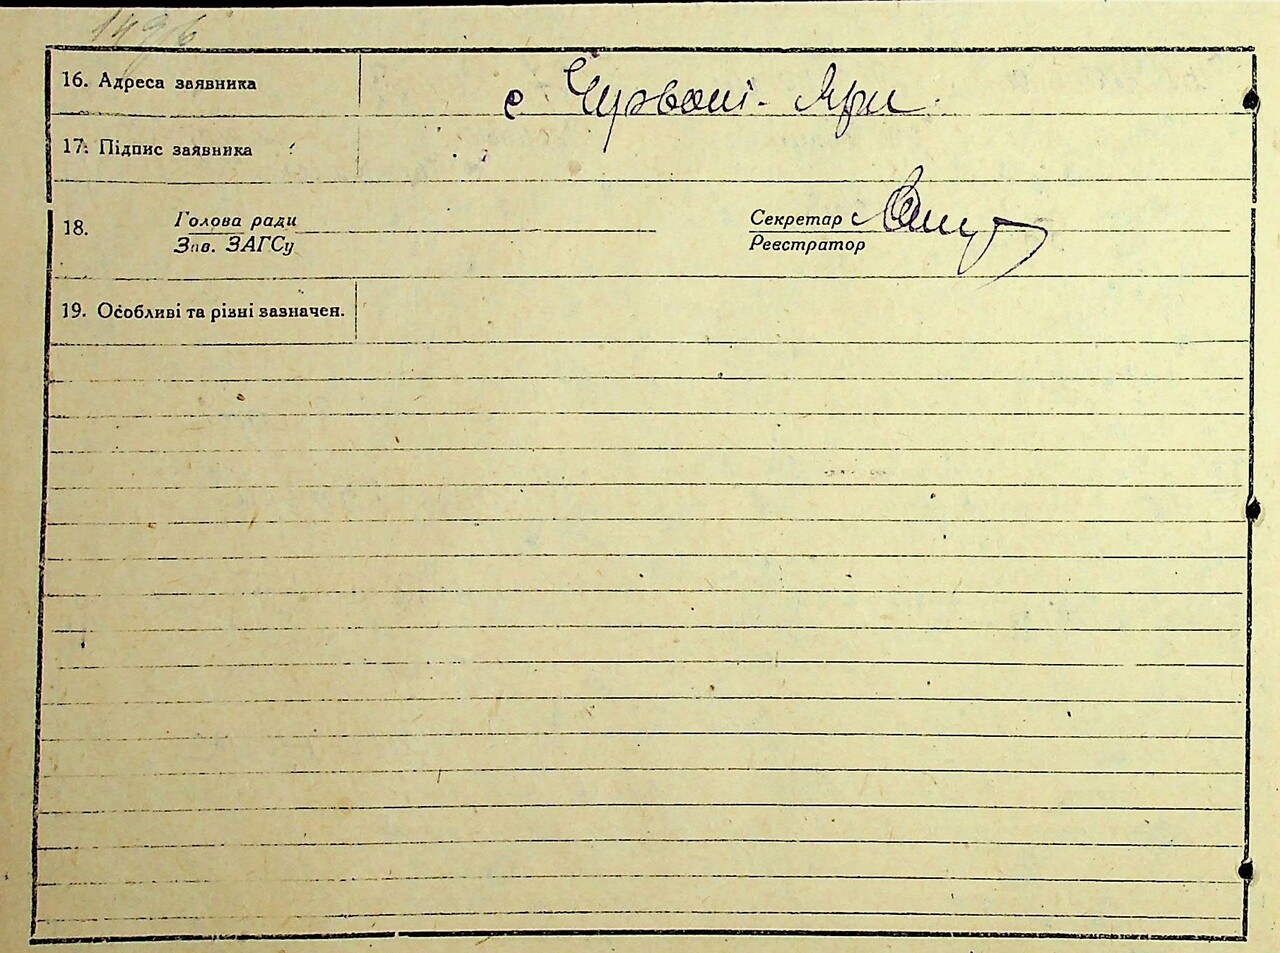 149/б
16. Адреса заявника с Червоні-Яри.
17. Підпис заявника
18. Голова ради Секретар
Зав. ЗАГСу Реєстратор
19. Особливі та різні зазначен.